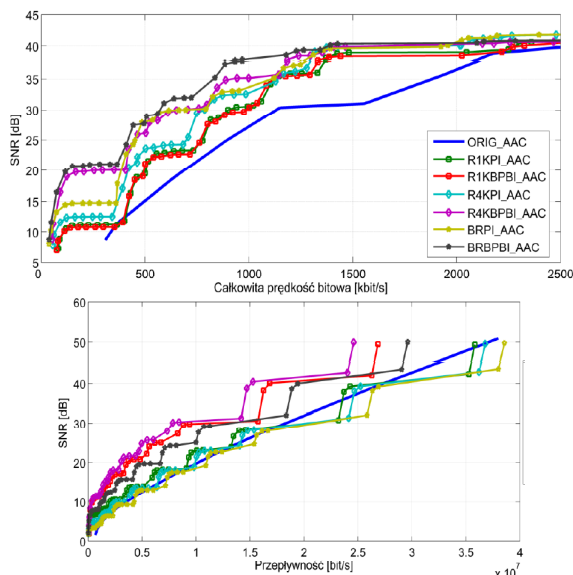 45
40
35
30
25
20
15
10
5
SNR [dB]
0
500
1000
1500
2000
2500
Całkowita prędkość bitowa [kbit/s]
ORIG_AAC
R1KPI_AAC
R1KBPBI_AAC
R4KPI_AAC
R4KBPBI_AAC
BRPI_AAC
BRBPBI_AAC
60
50
40
30
20
10
0
SNR [dB]
0
0.5
1
1.5
2
2.5
3
3.5
4
Przepływność [bit/s]
x 10⁷